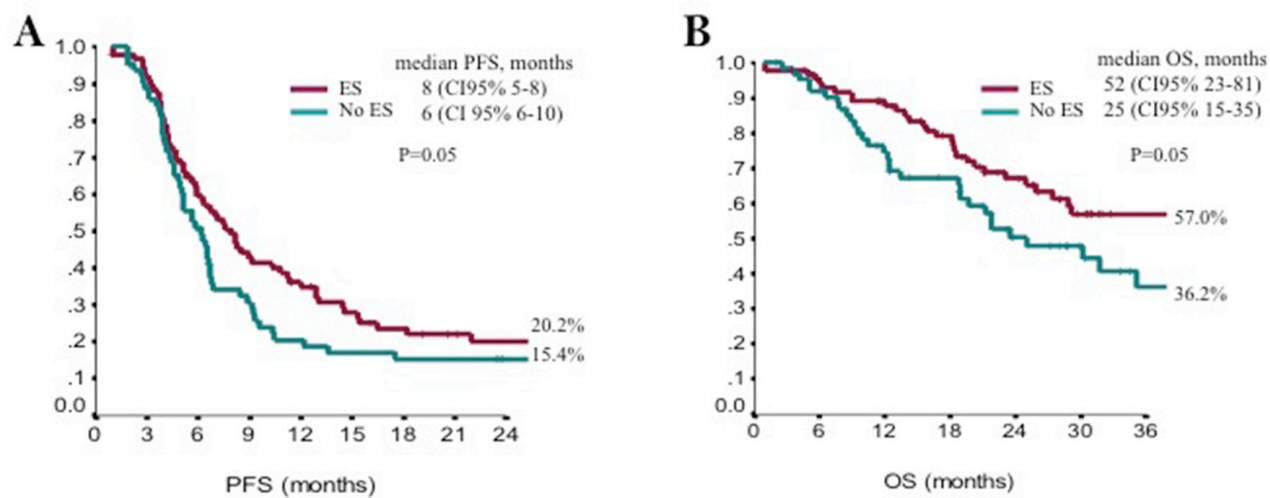 A
median PFS, months
ES 8 (CI95% 5-8)
No ES 6 (CI 95% 6-10)
P=0.05
1.0
.9
.8
.7
.6
.5
.4
.3
.2
.1
0.0
20.2%
15.4%
0 3 6 9 12 15 18 21 24
PFS (months)
B
median OS, months
ES 52 (CI95% 23-81)
No ES 25 (CI95% 15-35)
P=0.05
1.0
.9
.8
.7
.6
.5
.4
.3
.2
.1
0.0
57.0%
36.2%
0 6 12 18 24 30 36
OS (months)